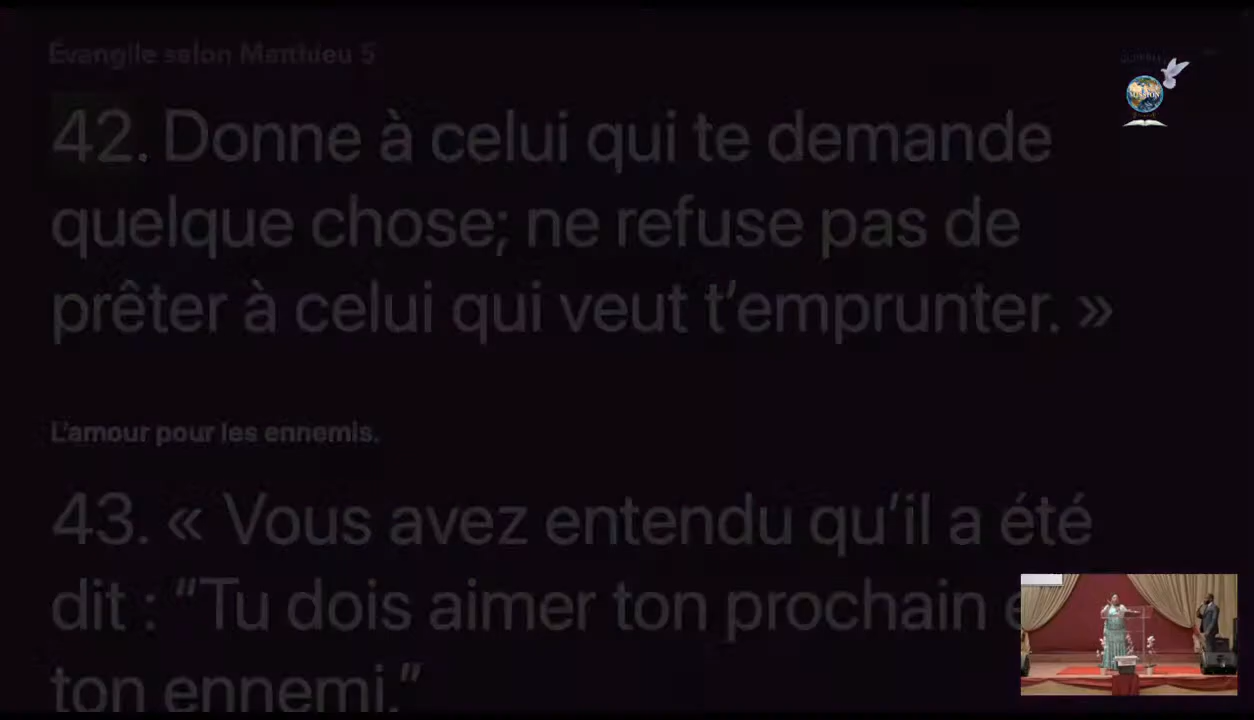 Évangile selon Matthieu 5
42. Donne à celui qui te demande
quelque chose; ne refuse pas de
prêter à celui qui veut t’emprunter. »
L’amour pour les ennemis.
43. « Vous avez entendu qu’il a été
dit : “Tu dois aimer ton prochain
ton ennemi.”